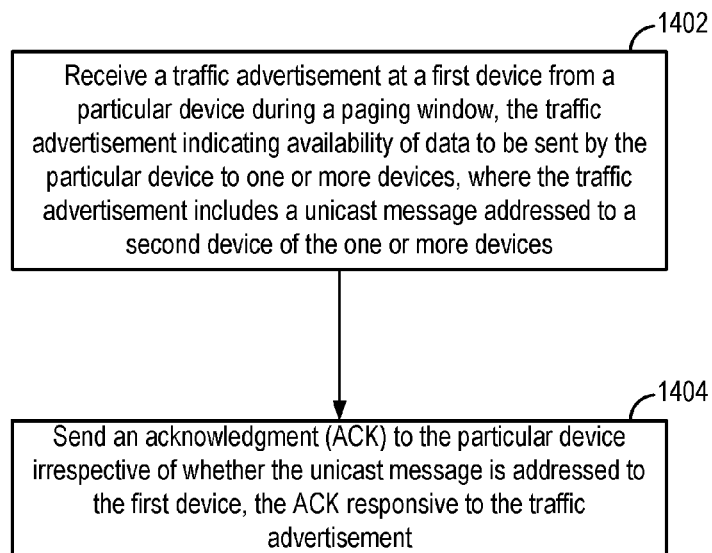 1402
Receive a traffic advertisement at a first device from a
particular device during a paging window, the traffic
advertisement indicating availability of data to be sent by the
particular device to one or more devices, where the traffic
advertisement includes a unicast message addressed to a
second device of the one or more devices
1404
Send an acknowledgment (ACK) to the particular device
irrespective of whether the unicast message is addressed to
the first device, the ACK responsive to the traffic
advertisement